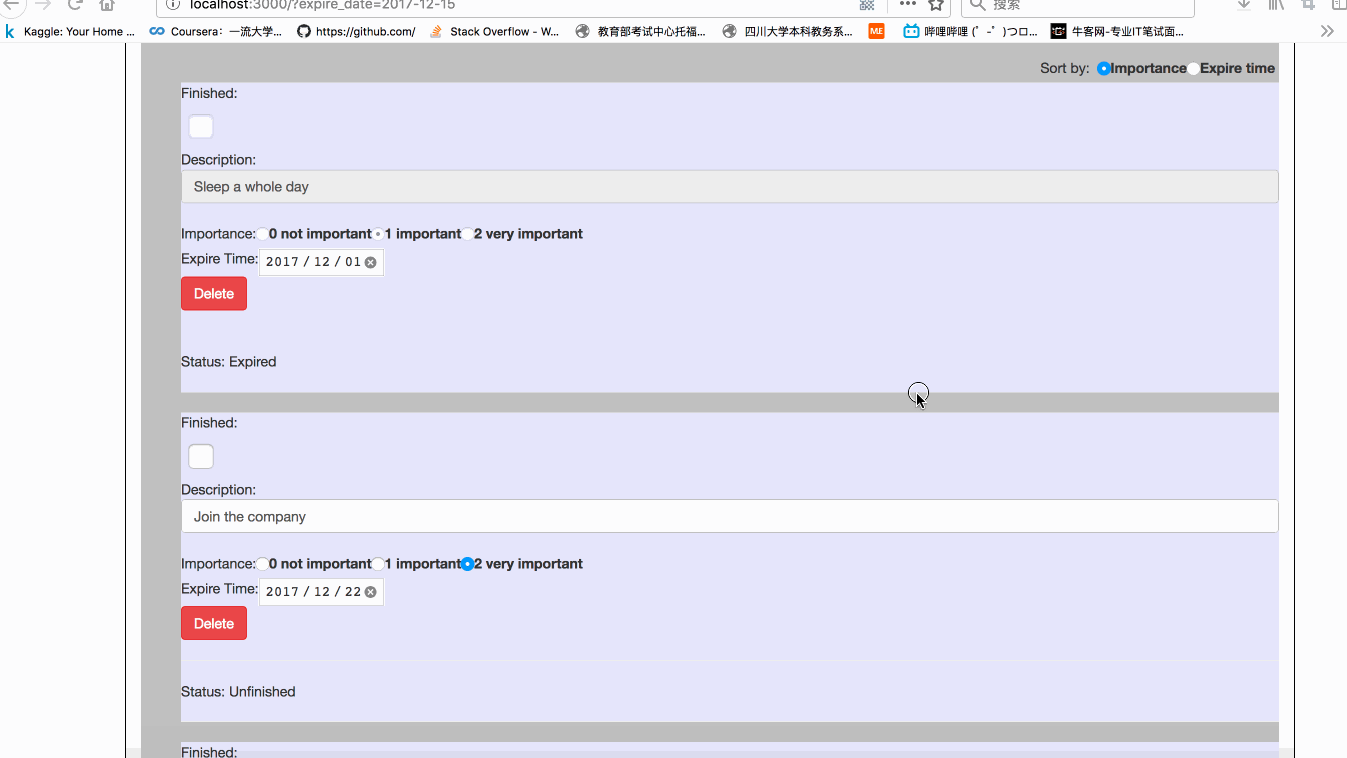 localhost:3000/?expire_date=2017-12-15
搜索
Kaggle: Your Home ... Coursera: 一流大学... https://github.com/ Stack Overflow - W... 教育部考试中心托福... 四川大学本科教务系... ME 哔哩哔哩 (゜-゜)つロ... 牛客网-专业IT笔试面...
Sort by: Importance Expire time
Finished:
Description:
Sleep a whole day
Importance: 0 not important 1 important 2 very important
Expire Time: 2017 / 12 / 01
Delete
Status: Expired
Finished:
Description:
Join the company
Importance: 0 not important 1 important 2 very important
Expire Time: 2017 / 12 / 22
Delete
Status: Unfinished
Finished: